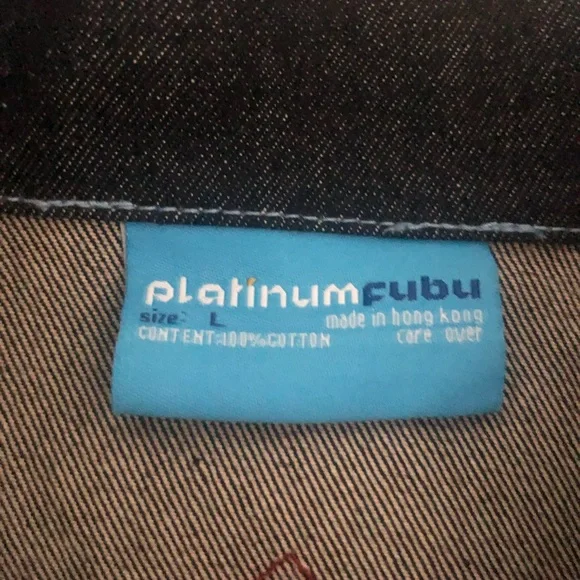 platinumfubu
size: L made in hong kong
CONTENT:100%COTTON care over